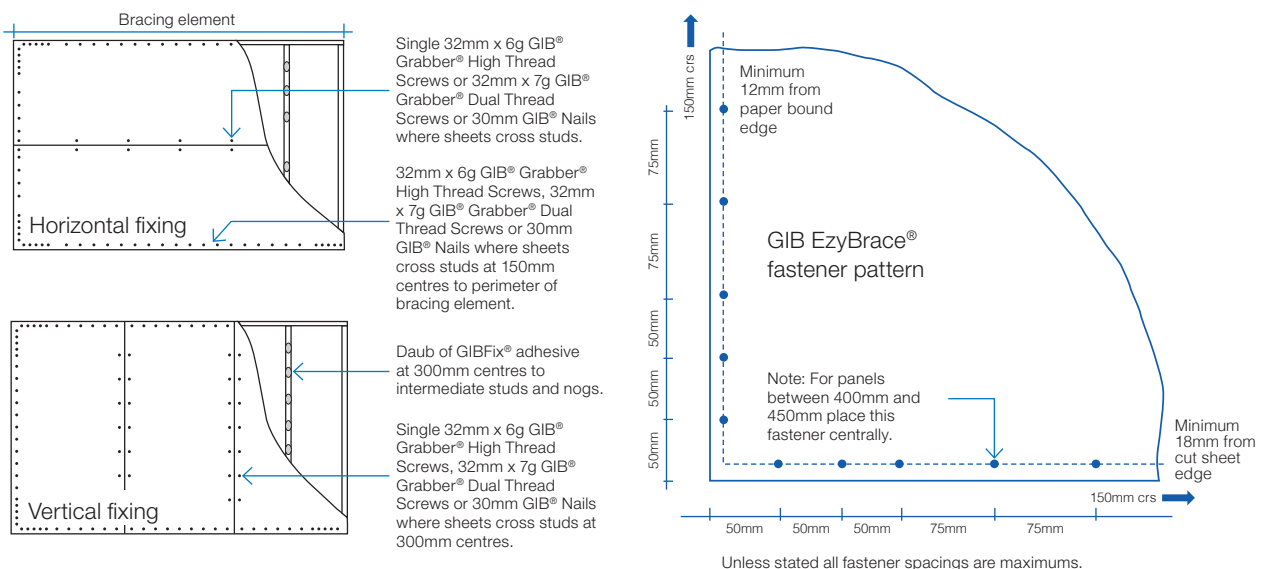 Bracing element
Single 32mm x 6g GIB®
Grabber® High Thread
Screws or 32mm x 7g GIB®
Grabber® Dual Thread
Screws or 30mm GIB® Nails
where sheets cross studs.
32mm x 6g GIB® Grabber®
High Thread Screws, 32mm
x 7g GIB® Grabber® Dual
Thread Screws or 30mm
GIB® Nails where sheets
cross studs at 150mm
centres to perimeter of
bracing element.
Horizontal fixing
Daub of GIBFix® adhesive
at 300mm centres to
intermediate studs and nogs.
Single 32mm x 6g GIB®
Grabber® High Thread
Screws, 32mm x 7g GIB®
Grabber® Dual Thread
Screws or 30mm GIB® Nails
where sheets cross studs at
300mm centres.
Vertical fixing
150mm crs
Minimum
12mm from
paper bound
edge
75mm
75mm
50mm
50mm
50mm
GIB EzyBrace®
fastener pattern
Note: For panels
between 400mm and
450mm place this
fastener centrally.
Minimum
18mm from
cut sheet
edge
150mm crs
50mm
50mm
50mm
75mm
75mm
Unless stated all fastener spacings are maximums.